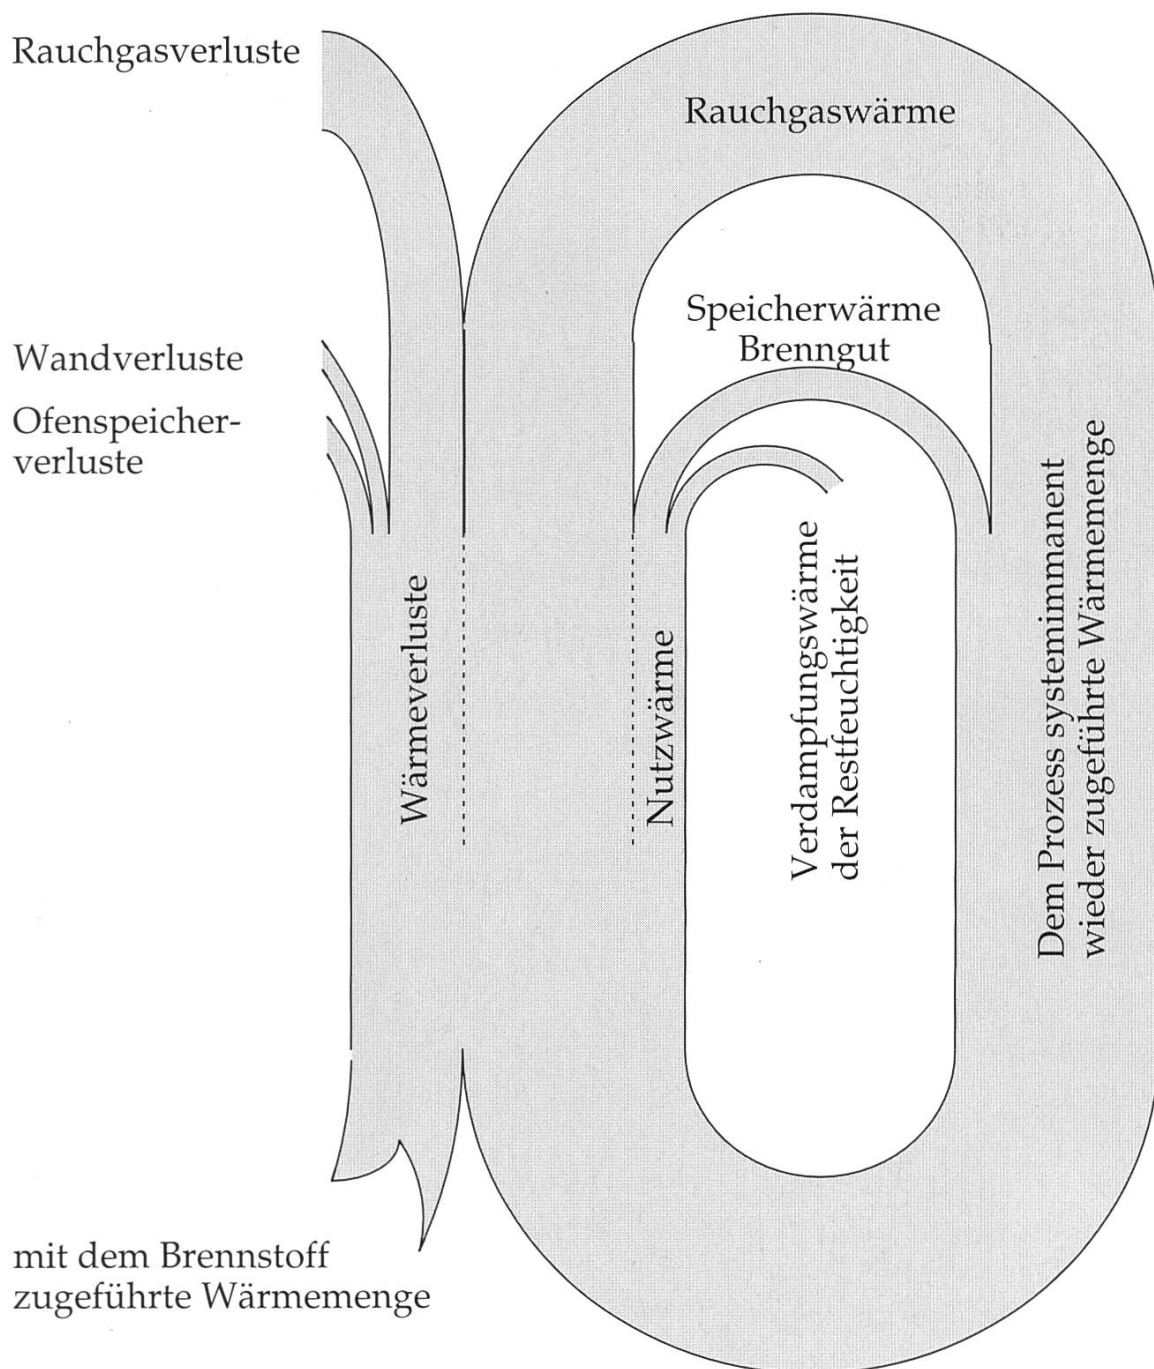 Rauchgasverluste
Rauchgaswärme
Speicherwärme
Brenngut
Wandverluste
Ofenspeicher-
verluste
Wärmeverluste
Nutzwärme
Verdampfungswärme
der Restfeuchtigkeit
Dem Prozess systemimmanent
wieder zugeführte Wärmemenge
mit dem Brennstoff
zugeführte Wärmemenge